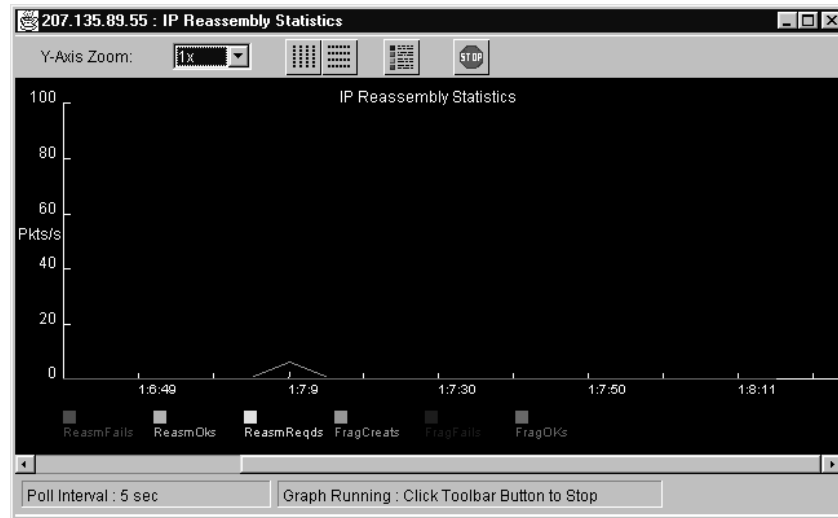 207.135.89.55 : IP Reassembly Statistics
Y-Axis Zoom: 1x STOP
IP Reassembly Statistics
100
80
60
Pkts/s
40
20
0
1:6:49 1:7:9 1:7:30 1:7:50 1:8:11
ReasmFails ReasmOks ReasmReqds FragCreats FragFails FragOKs
Poll Interval : 5 sec Graph Running : Click Toolbar Button to Stop